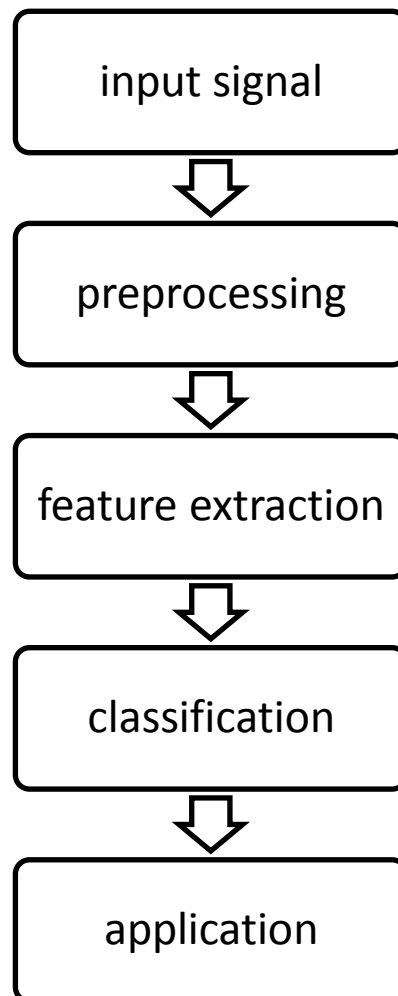 input signal
preprocessing
feature extraction
classification
application